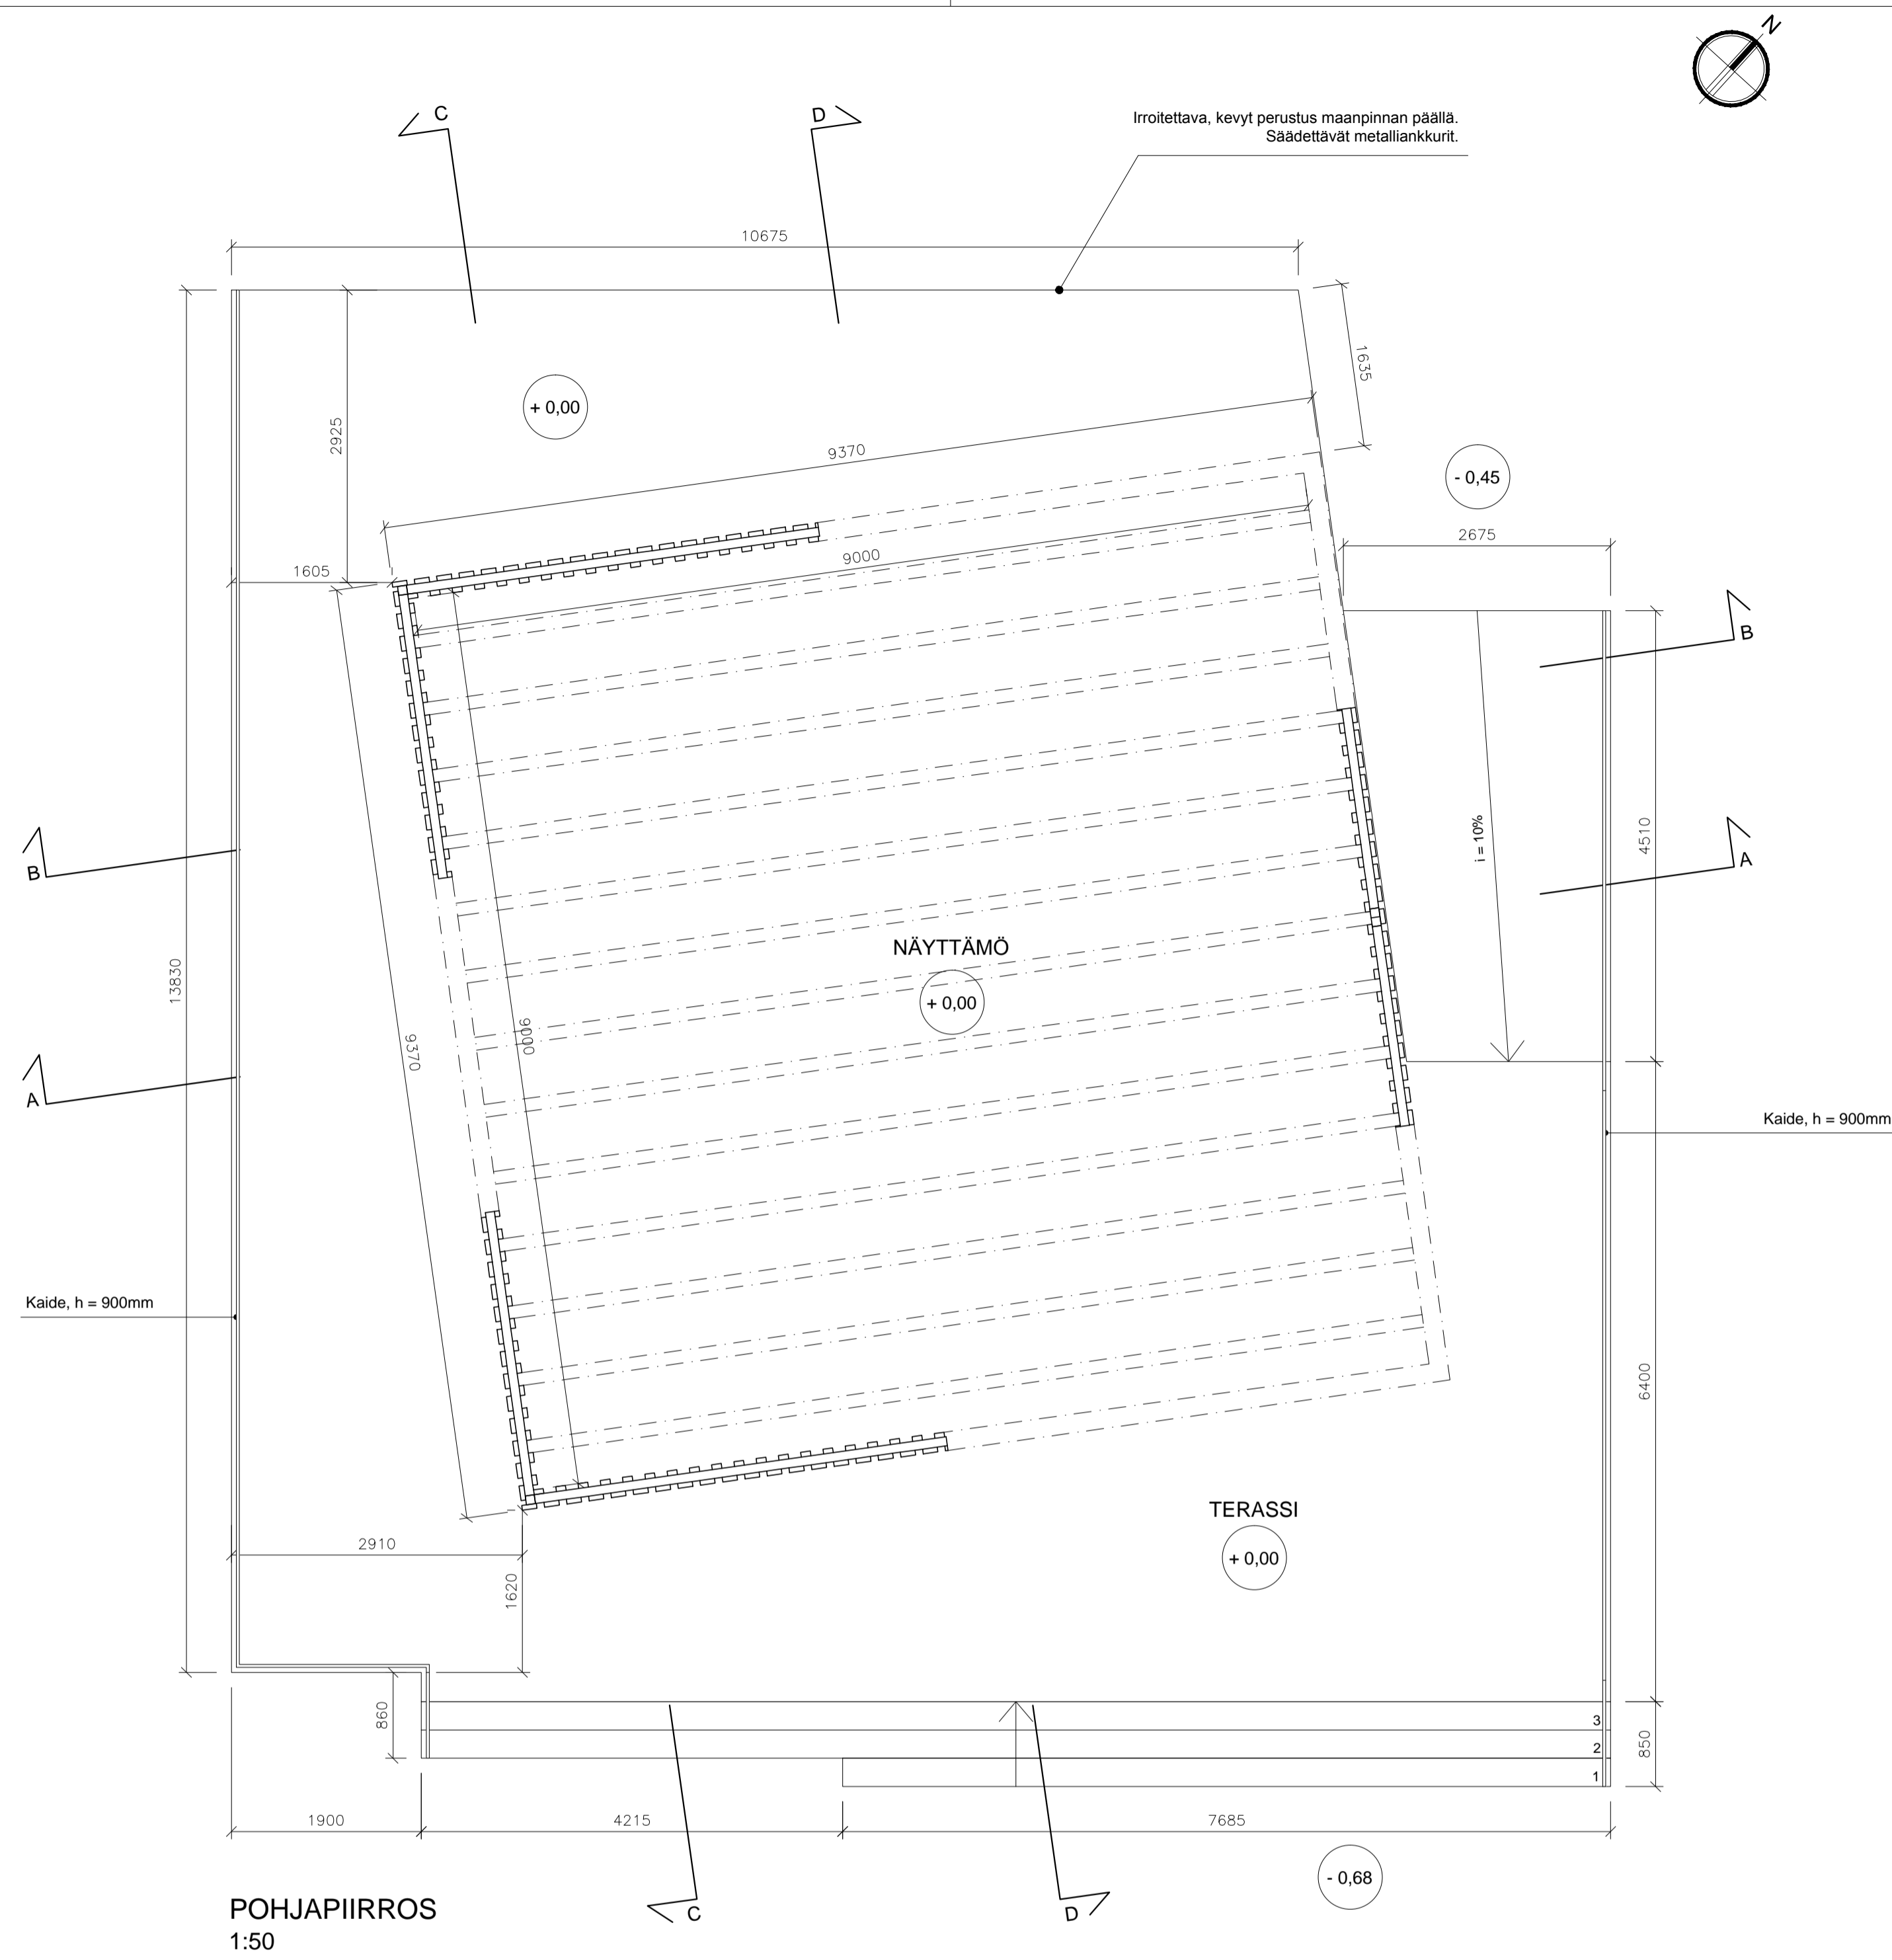 N
C
D
Irroitettava, kevyt perustus maanpinnan päällä.
Säädettävät metalliankkurit.
10675
1635
2925
+ 0,00
9370
- 0,45
2675
9000
1605
B
i = 10%
4510
B
A
NÄYTTÄMÖ
+ 0,00
13830
9370
9000
A
Kaide, h = 900mm
Kaide, h = 900mm
6400
TERASSI
+ 0,00
2910
1620
860
3
2
1
850
1900
4215
7685
- 0,68
C
D
POHJAPIIRROS
1:50